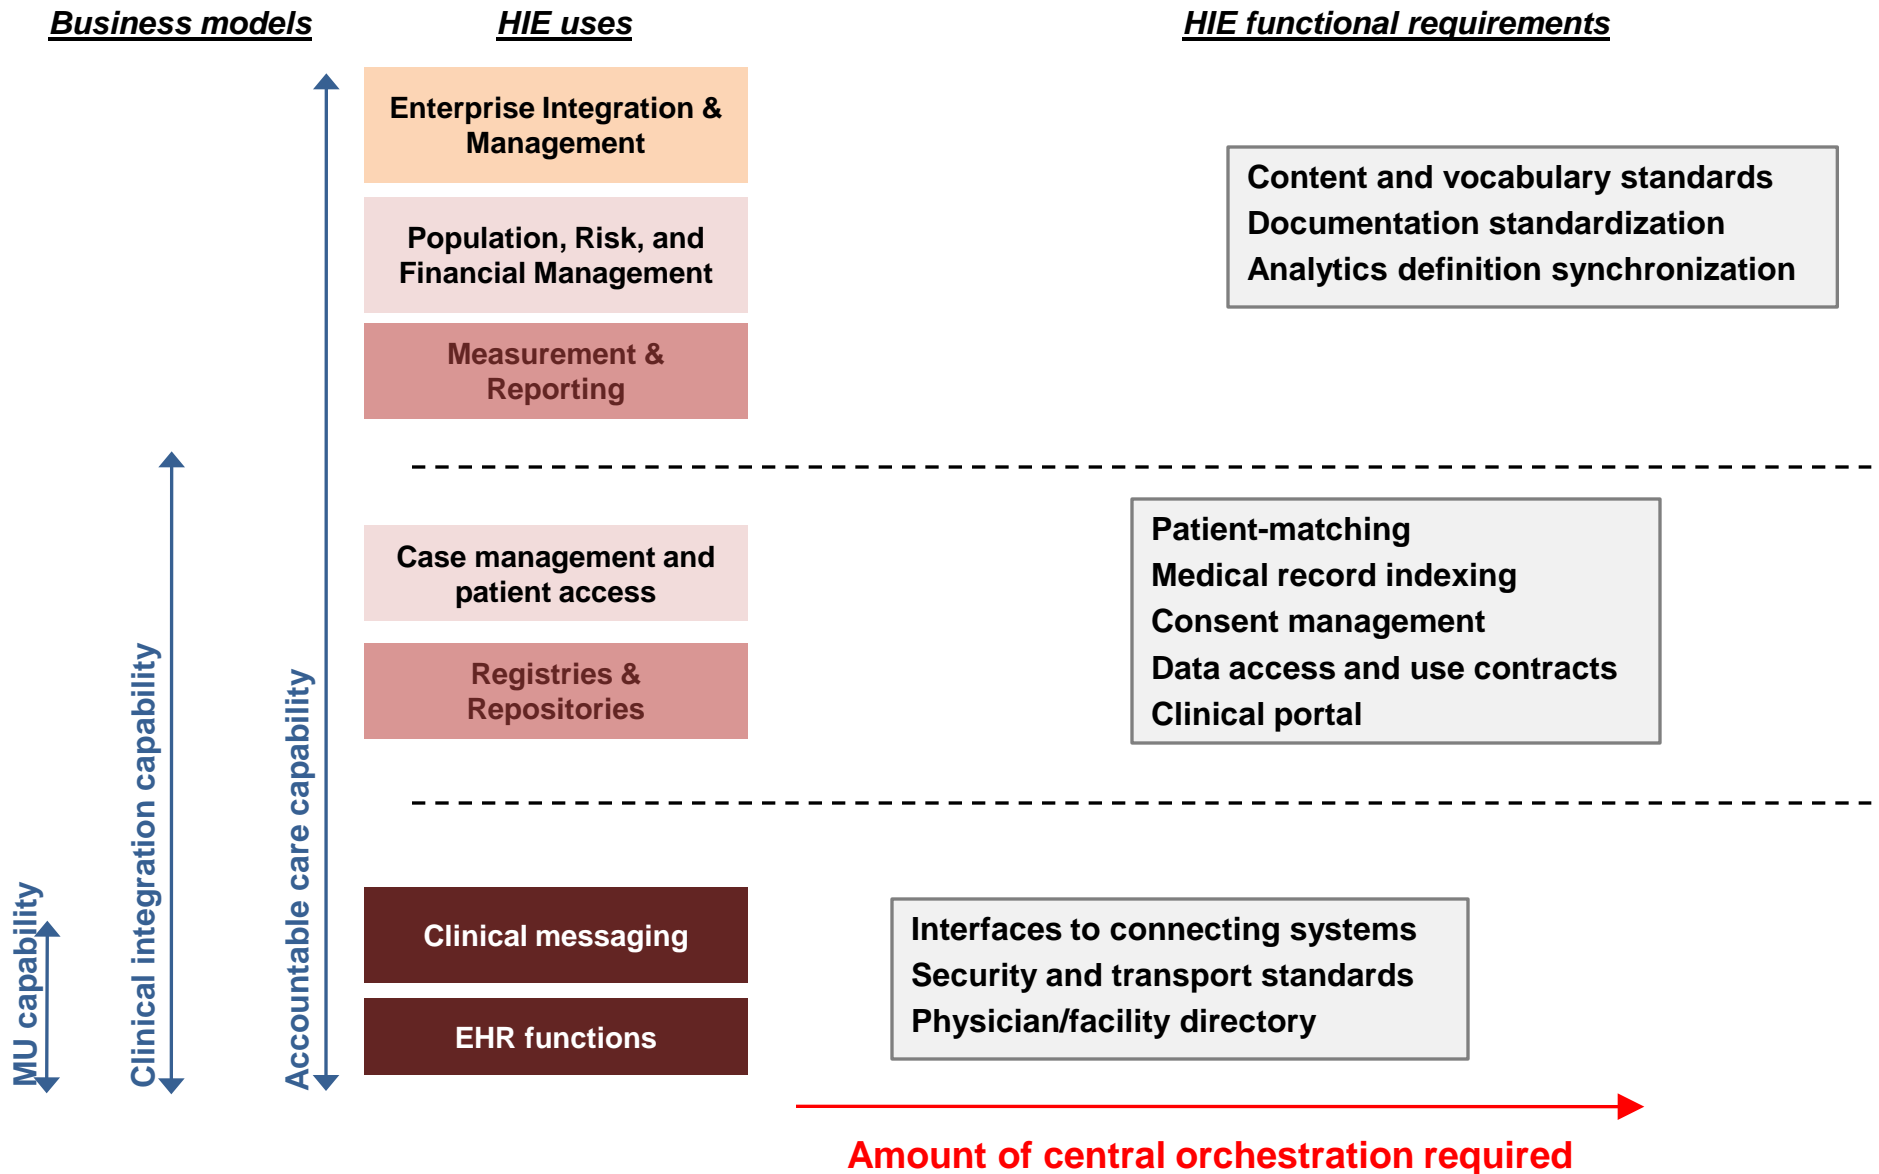 Business models
HIE uses
HIE functional requirements
Enterprise Integration &
Management
Population, Risk, and
Financial Management
Measurement &
Reporting
Content and vocabulary standards
Documentation standardization
Analytics definition synchronization
Case management and
patient access
Registries &
Repositories
Patient-matching
Medical record indexing
Consent management
Data access and use contracts
Clinical portal
MU capability
Clinical integration capability
Accountable care capability
Clinical messaging
EHR functions
Interfaces to connecting systems
Security and transport standards
Physician/facility directory
Amount of central orchestration required